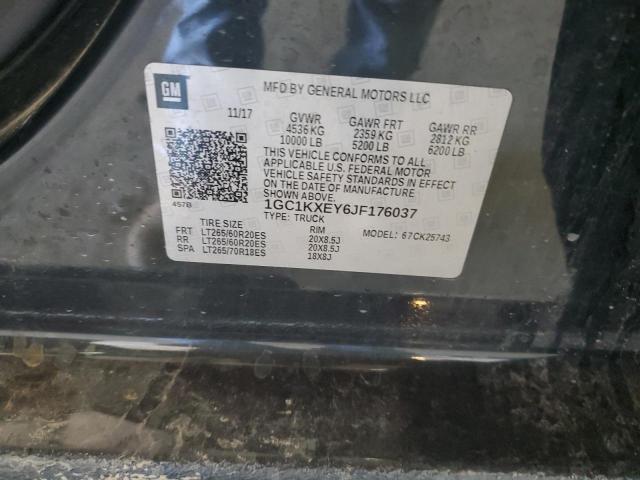 GM
MFD BY GENERAL MOTORS LLC
11/17
GVWR GAWR FRT GAWR RR
4536 KG 2359 KG 2812 KG
10000 LB 5200 LB 6200 LB
THIS VEHICLE CONFORMS TO ALL
APPLICABLE U.S. FEDERAL MOTOR
VEHICLE SAFETY STANDARDS IN EFFECT
ON THE DATE OF MANUFACTURE
SHOWN ABOVE.
457B
1GC1KXEY6JF176037
TYPE: TRUCK
MODEL: 67CK25743
TIRE SIZE RIM
FRT LT265/60R20ES 20X8.5J
RR LT265/60R20ES 20X8.5J
SPA LT265/70R18ES 18X8J